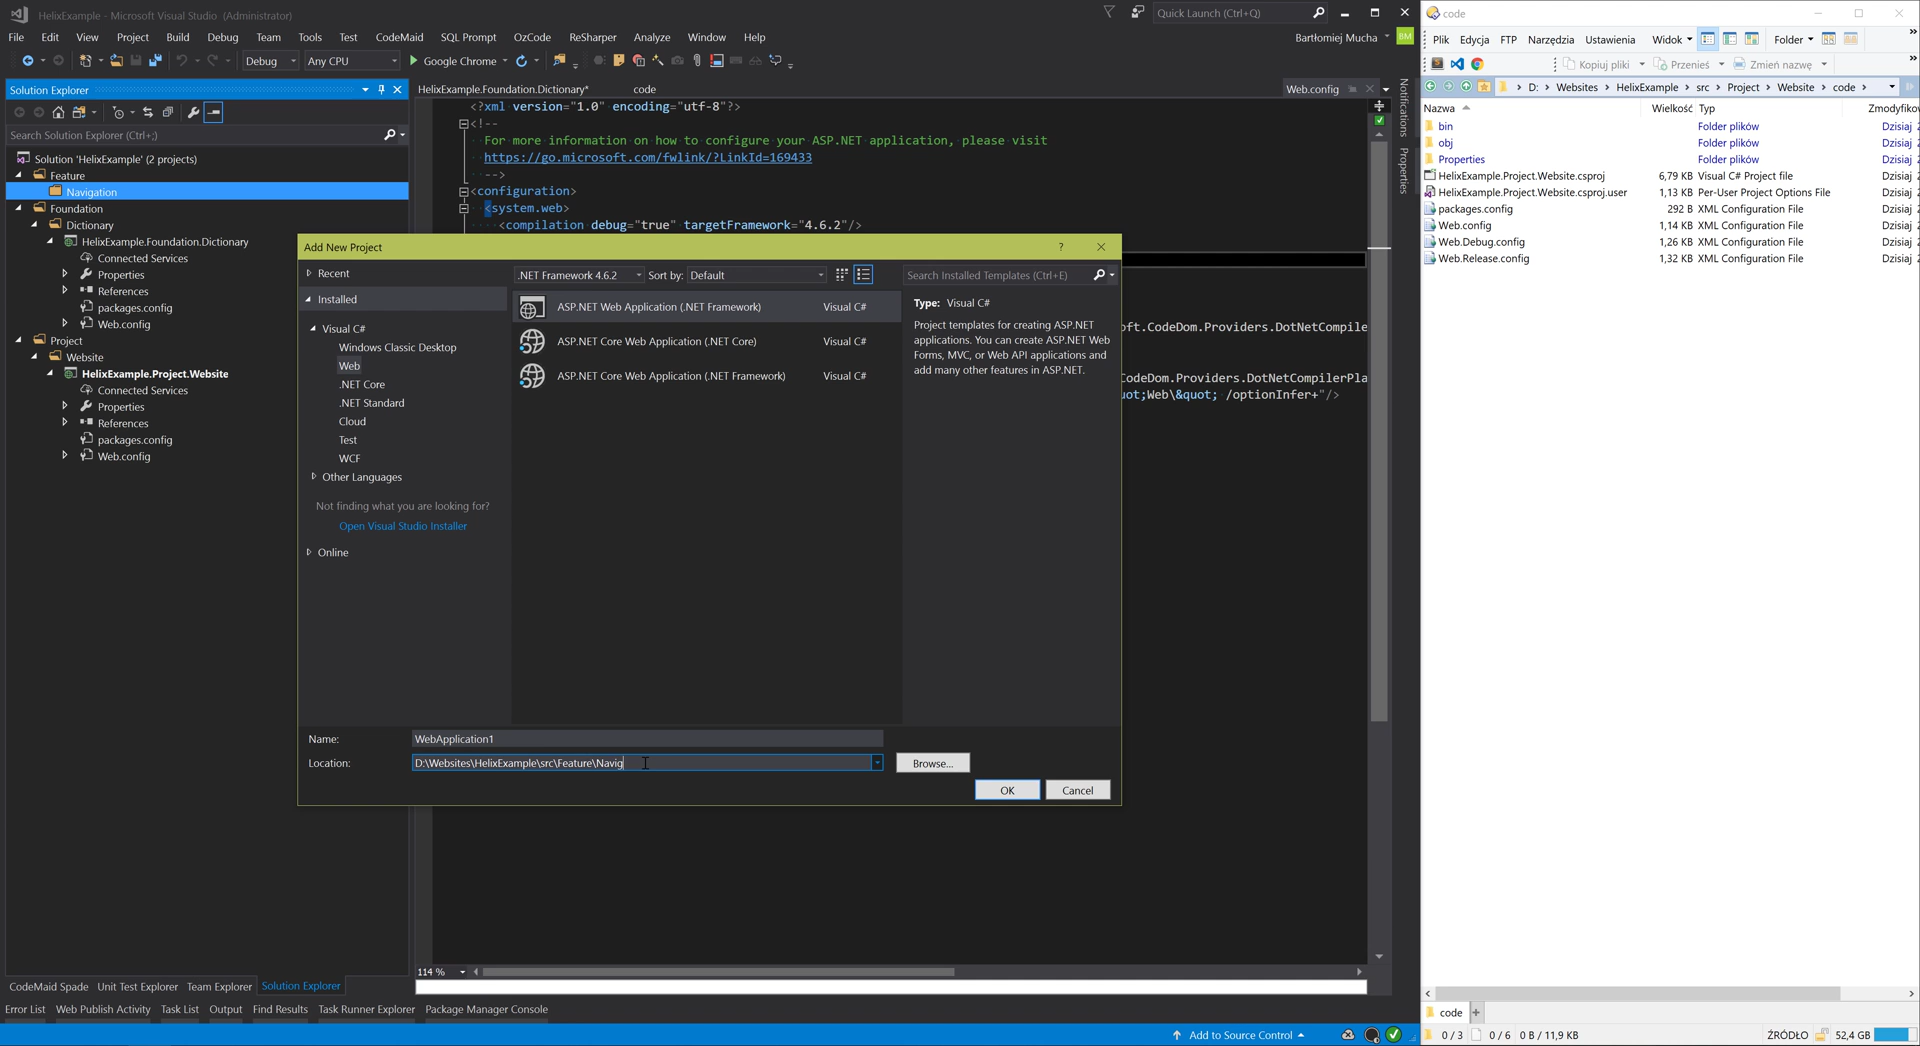 HelixExample - Microsoft Visual Studio (Administrator)
Quick Launch (Ctrl+Q)
File Edit View Project Build Debug Team Tools Test CodeMaid SQL Prompt OzCode ReSharper Analyze Window Help
Bartłomiej Mucha BM
Debug Any CPU Google Chrome
Solution Explorer
Search Solution Explorer (Ctrl+;)
Solution 'HelixExample' (2 projects)
Feature
Navigation
Foundation
Dictionary
HelixExample.Foundation.Dictionary
Connected Services
Properties
References
packages.config
Web.config
Project
Website
HelixExample.Project.Website
Connected Services
Properties
References
packages.config
Web.config
CodeMaid Spade Unit Test Explorer Team Explorer Solution Explorer
HelixExample.Foundation.Dictionary* code Web.config
<?xml version="1.0" encoding="utf-8"?>
<!--
For more information on how to configure your ASP.NET application, please visit
https://go.microsoft.com/fwlink/?LinkId=169433
-->
<configuration>
<system.web>
<compilation debug="true" targetFramework="4.6.2"/>
oft.CodeDom.Providers.DotNetCompile
CodeDom.Providers.DotNetCompilerPla
uot;Web\&quot; /optionInfer+"/>
114 %
Notifications
Properties
Add New Project
? 
Recent
.NET Framework 4.6.2 Sort by: Default
Search Installed Templates (Ctrl+E)
Installed
Visual C#
Windows Classic Desktop
Web
.NET Core
.NET Standard
Cloud
Test
WCF
Other Languages
Not finding what you are looking for?
Open Visual Studio Installer
Online
ASP.NET Web Application (.NET Framework) Visual C#
ASP.NET Core Web Application (.NET Core) Visual C#
ASP.NET Core Web Application (.NET Framework) Visual C#
Type: Visual C#
Project templates for creating ASP.NET
applications. You can create ASP.NET Web
Forms, MVC, or Web API applications and
add many other features in ASP.NET.
Name: WebApplication1
Location: D:\Websites\HelixExample\src\Feature\Navig
Browse...
OK Cancel
Error List Web Publish Activity Task List Output Find Results Task Runner Explorer Package Manager Console
Add to Source Control
code
Plik Edycja FTP Narzędzia Ustawienia Widok Folder »
Kopiuj pliki Przenieś Zmień nazwę »
D: Websites HelixExample src Project Website code
Nazwa Wielkość Typ Zmodyfiko
bin Folder plików Dzisiaj
obj Folder plików Dzisiaj
Properties Folder plików Dzisiaj
HelixExample.Project.Website.csproj 6,79 KB Visual C# Project file Dzisiaj
HelixExample.Project.Website.csproj.user 1,13 KB Per-User Project Options File Dzisiaj
packages.config 292 B XML Configuration File Dzisiaj
Web.config 1,14 KB XML Configuration File Dzisiaj
Web.Debug.config 1,26 KB XML Configuration File Dzisiaj
Web.Release.config 1,32 KB XML Configuration File Dzisiaj
code +
0 / 3 0 / 6 0 B / 11,9 KB ŹRÓDŁO 52,4 GB